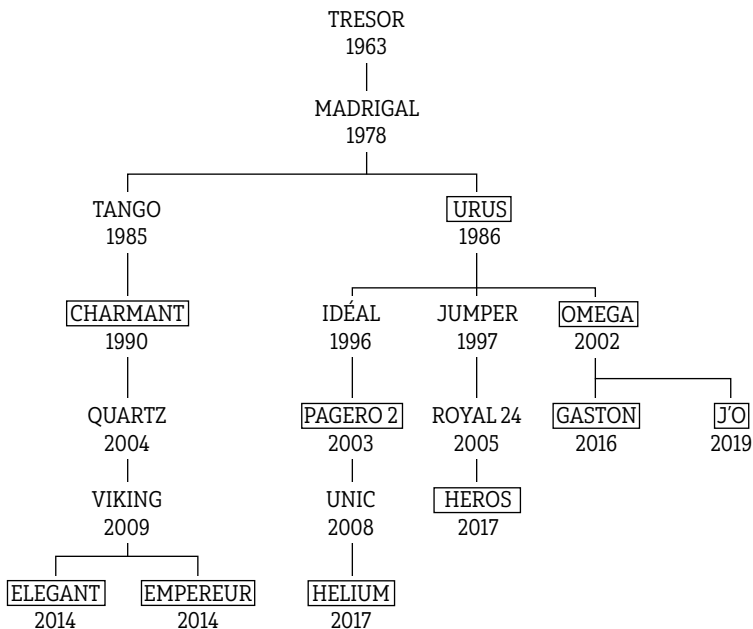 TRESOR
1963
MADRIGAL
1978
TANGO
1985
URUS
1986
CHARMANT
1990
IDÉAL
1996
JUMPER
1997
OMEGA
2002
QUARTZ
2004
PAGERO 2
2003
ROYAL 24
2005
GASTON
2016
J'O
2019
VIKING
2009
UNIC
2008
HEROS
2017
ELEGANT
2014
EMPEREUR
2014
HELIUM
2017